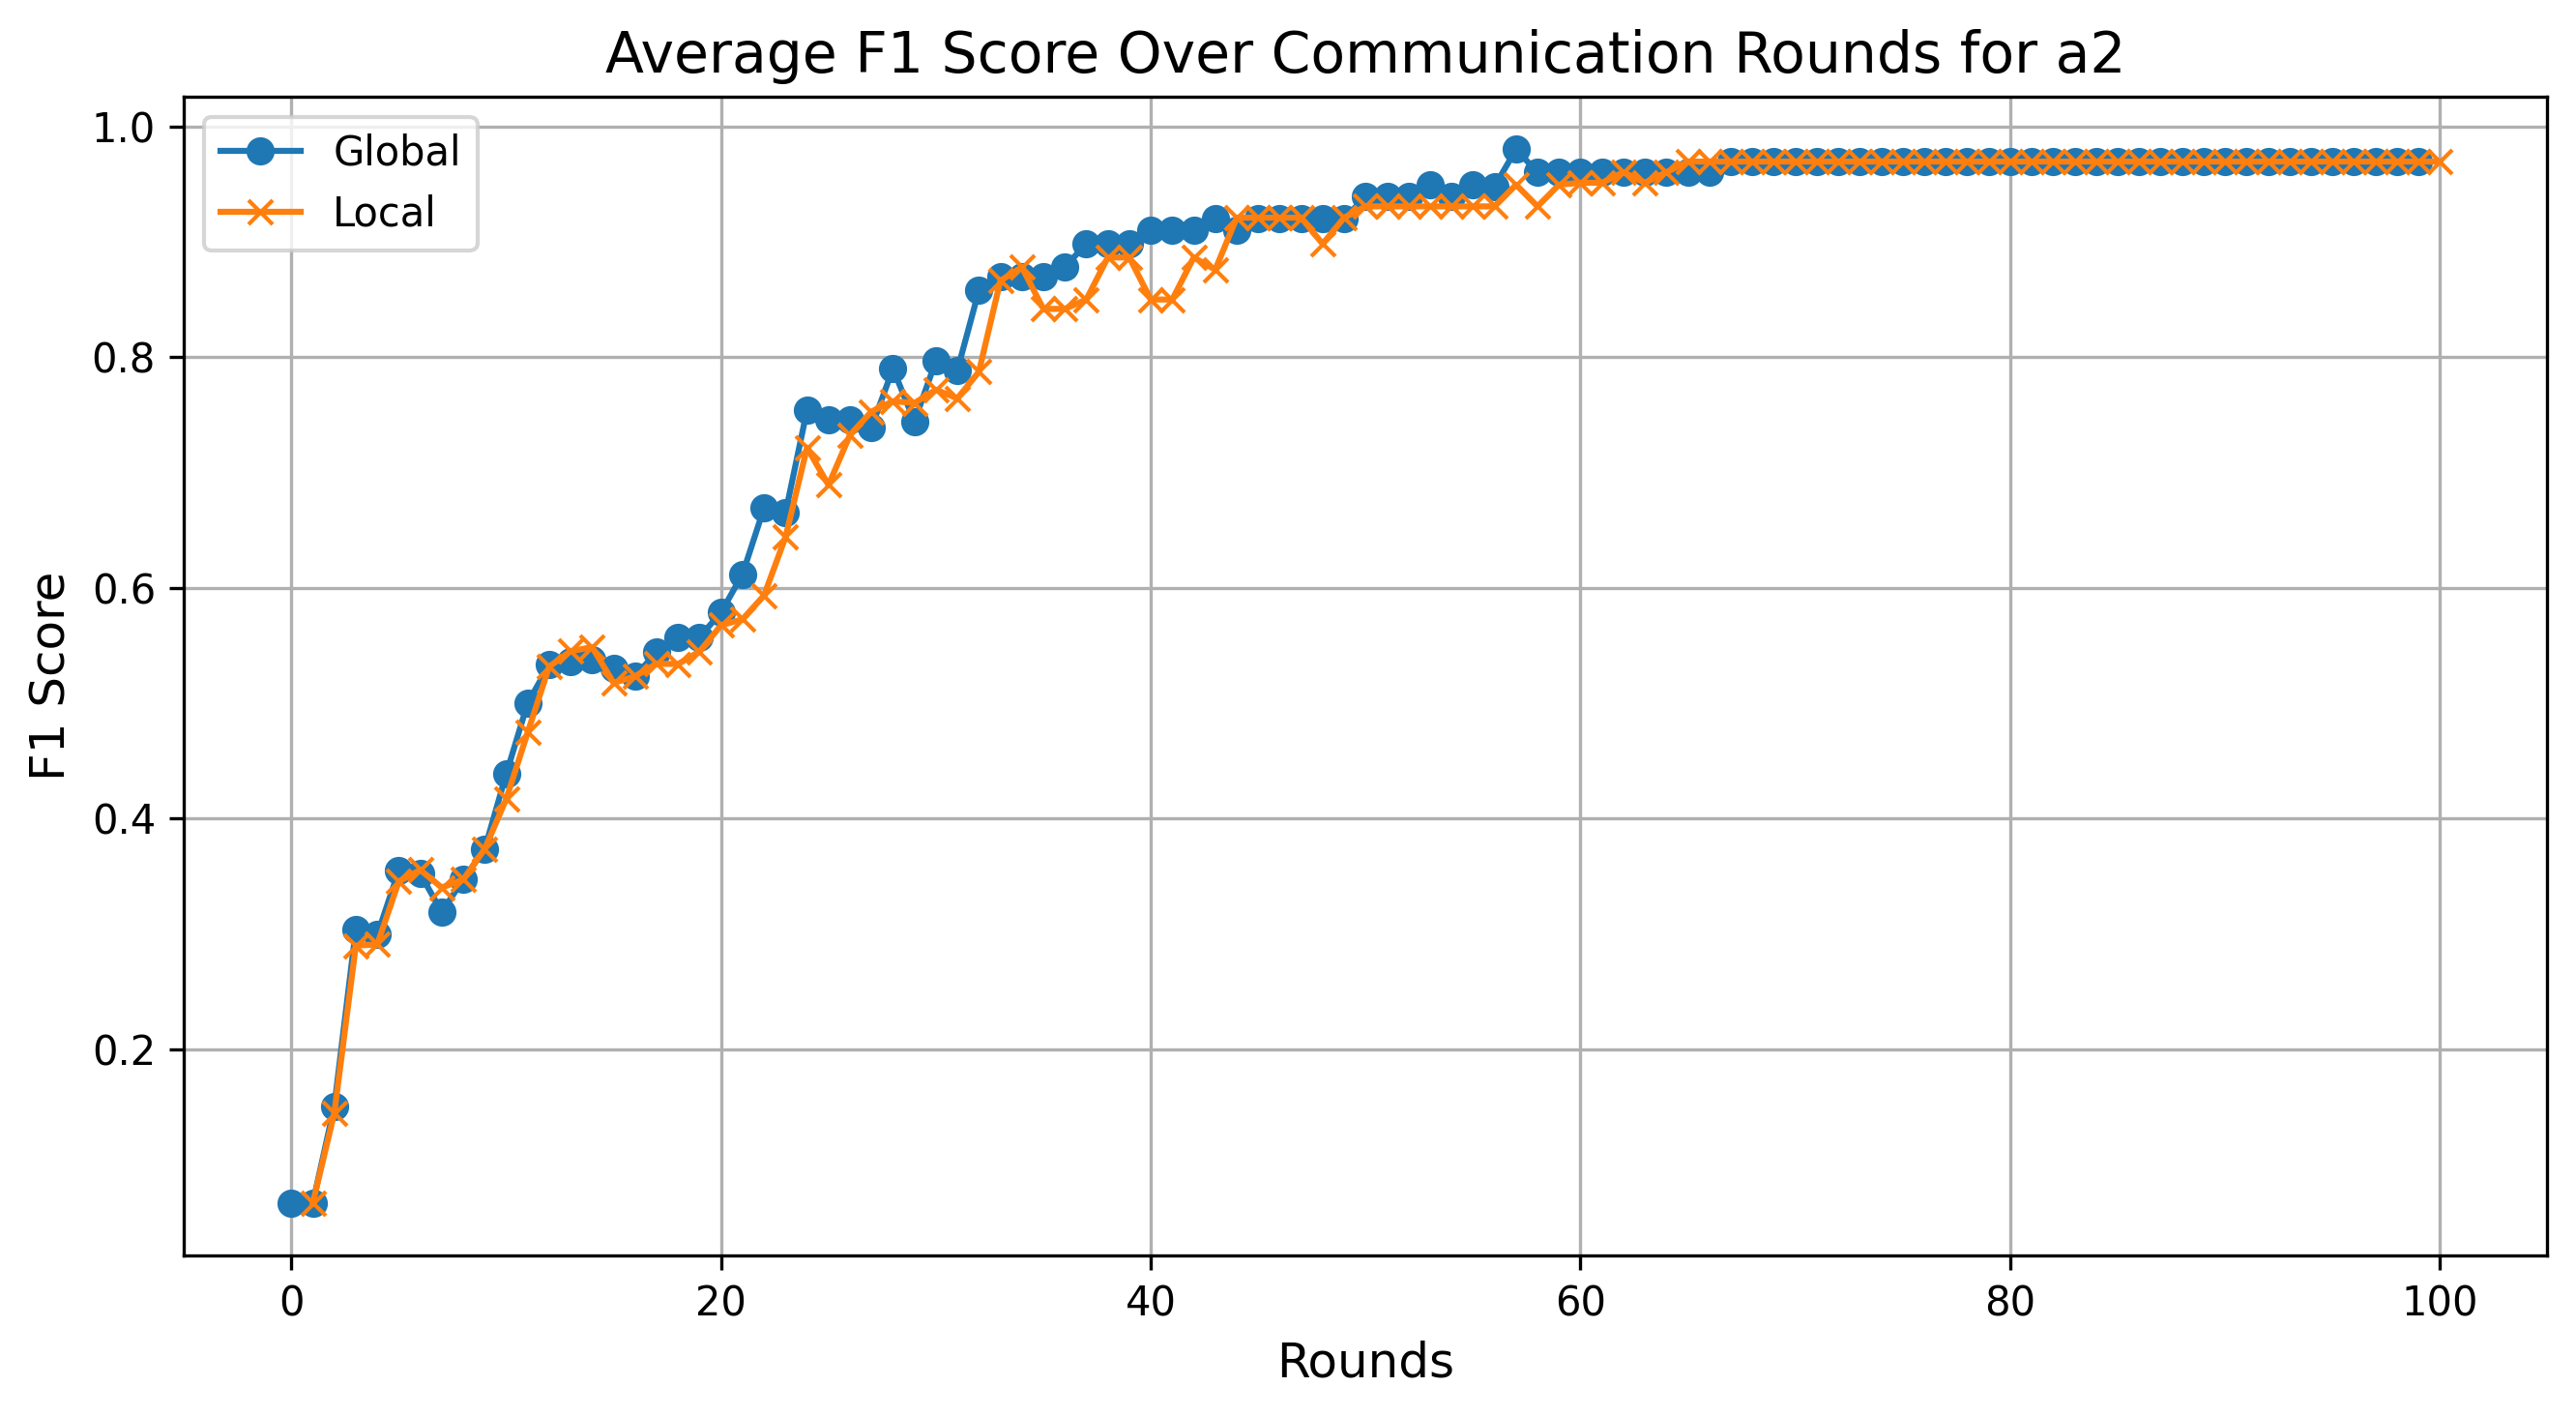 Average F1 Score Over Communication Rounds for a2
Global
Local
1.0
0.8
0.6
0.4
0.2
F1 Score
0 20 40 60 80 100
Rounds